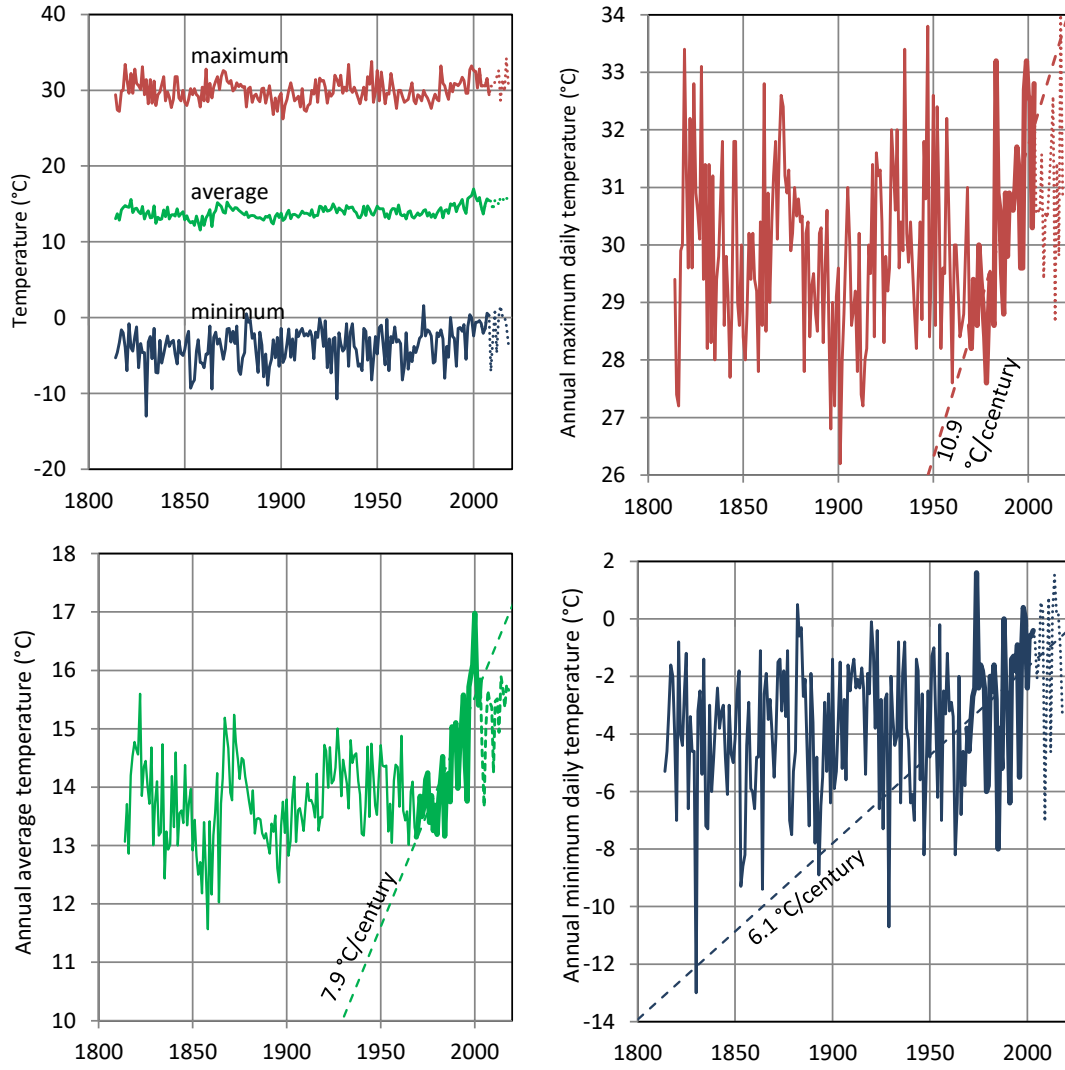 Temperature (°C)
40
30
20
10
0
-10
-20
maximum
average
minimum
1800 1850 1900 1950 2000
Annual maximum daily temperature (°C)
34
33
32
31
30
29
28
27
26
10.9
°C/ccentury
1800 1850 1900 1950 2000
Annual average temperature (°C)
18
17
16
15
14
13
12
11
10
7.9 °C/century
1800 1850 1900 1950 2000
Annual minimum daily temperature (°C)
2
0
-2
-4
-6
-8
-10
-12
-14
6.1 °C/century
1800 1850 1900 1950 2000